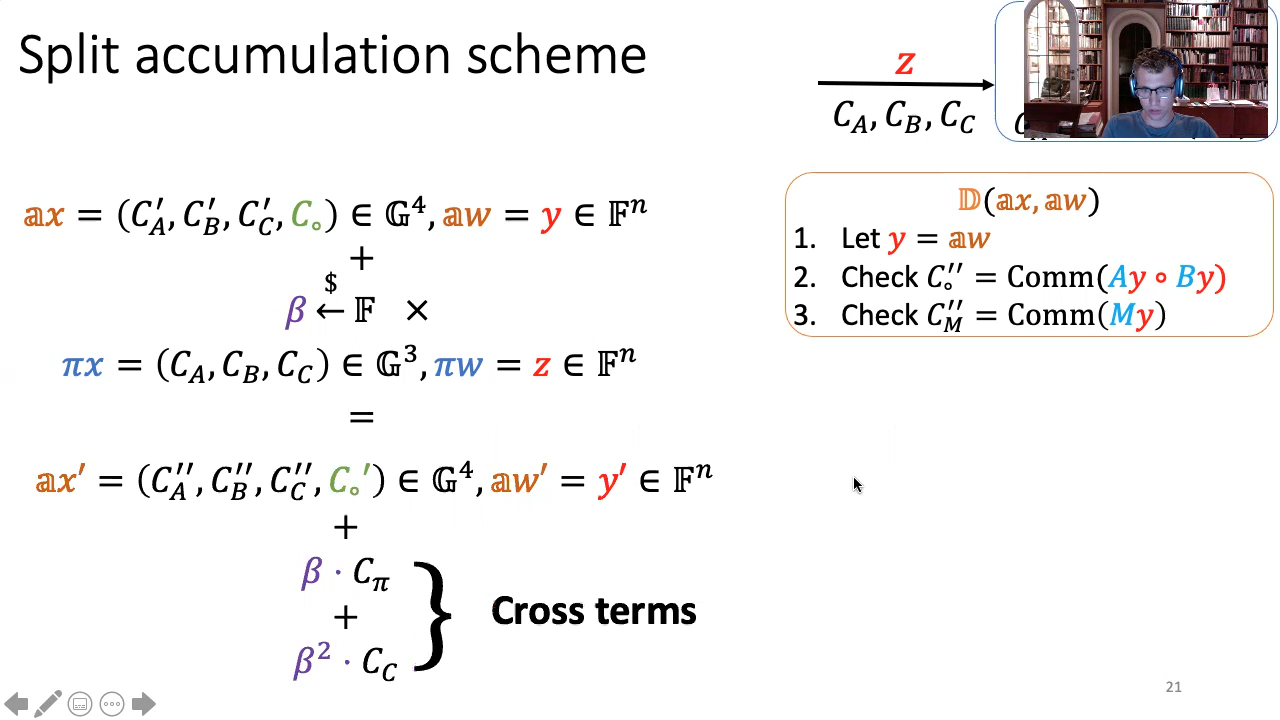 Split accumulation scheme
z
C_A, C_B, C_C
𝕒x = (C′_A, C′_B, C′_C, C_∘) ∈ 𝔾⁴, 𝕒w = y ∈ 𝔽ⁿ
+
β ←$ 𝔽 ×
πx = (C_A, C_B, C_C) ∈ 𝔾³, πw = z ∈ 𝔽ⁿ
=
𝕒x′ = (C′′_A, C′′_B, C′′_C, C_∘′) ∈ 𝔾⁴, 𝕒w′ = y′ ∈ 𝔽ⁿ
+
β · C_π
+
β² · C_C
} Cross terms
𝔻(𝕒x, 𝕒w)
1. Let y = 𝕒w
2. Check C′′_∘ = Comm(Ay ∘ By)
3. Check C′′_M = Comm(My)
21